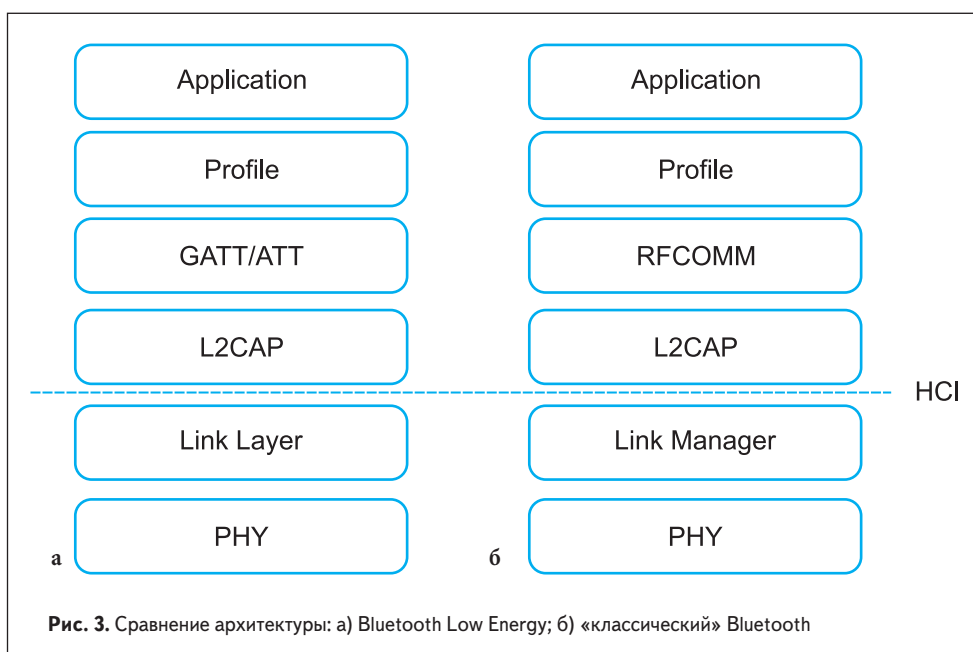 Application
Application
Profile
Profile
GATT/ATT
RFCOMM
L2CAP
L2CAP
HCI
Link Layer
Link Manager
PHY
PHY
а
б
Рис. 3. Сравнение архитектуры: а) Bluetooth Low Energy; б) «классический» Bluetooth